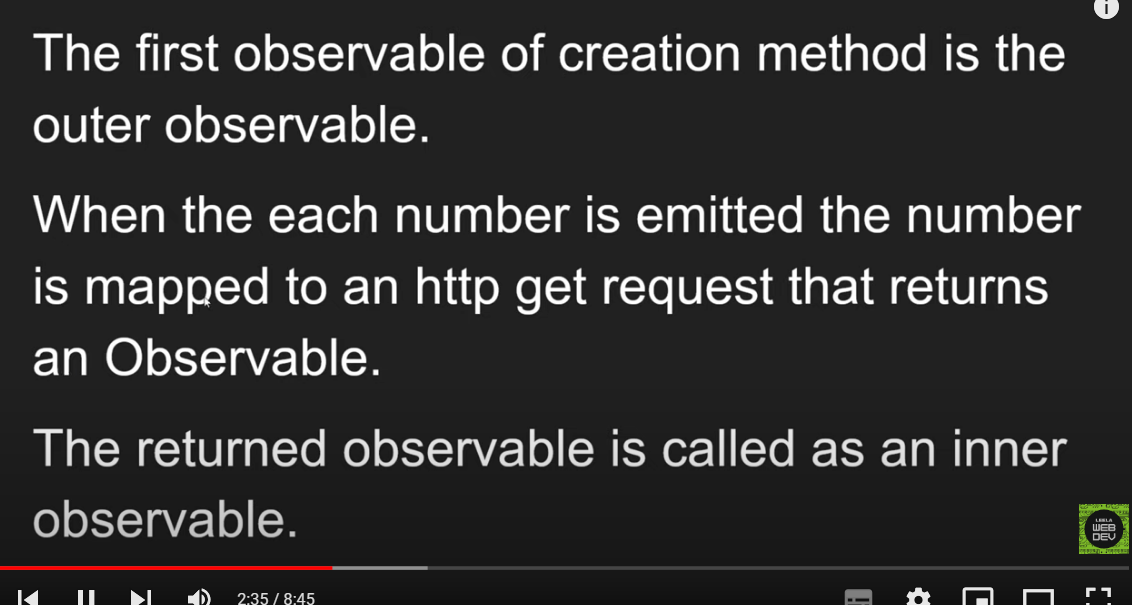 i
The first observable of creation method is the
outer observable.
When the each number is emitted the number
is mapped to an http get request that returns
an Observable.
The returned observable is called as an inner
observable.
LEELA
WEB
DEV
2:35 / 8:45